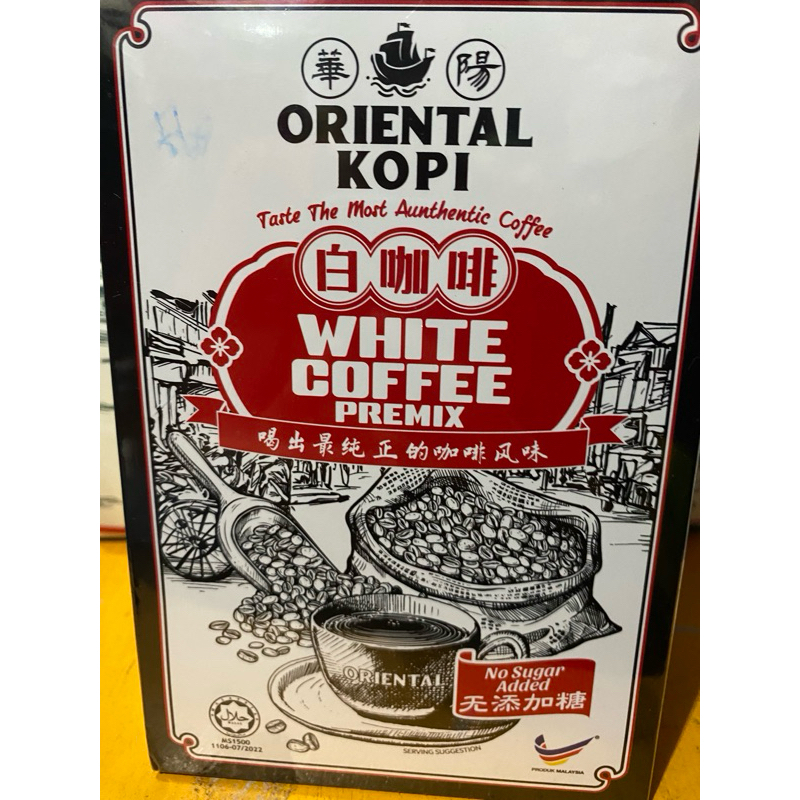 華 陽
ORIENTAL
KOPI
Taste The Most Aunthentic Coffee
白咖啡
WHITE
COFFEE
PREMIX
喝出最纯正的咖啡风味
ORIENTAL
No Sugar
Added
无添加糖
حلال
MS1500
1106-07/2022
SERVING SUGGESTION
PRODUK MALAYSIA